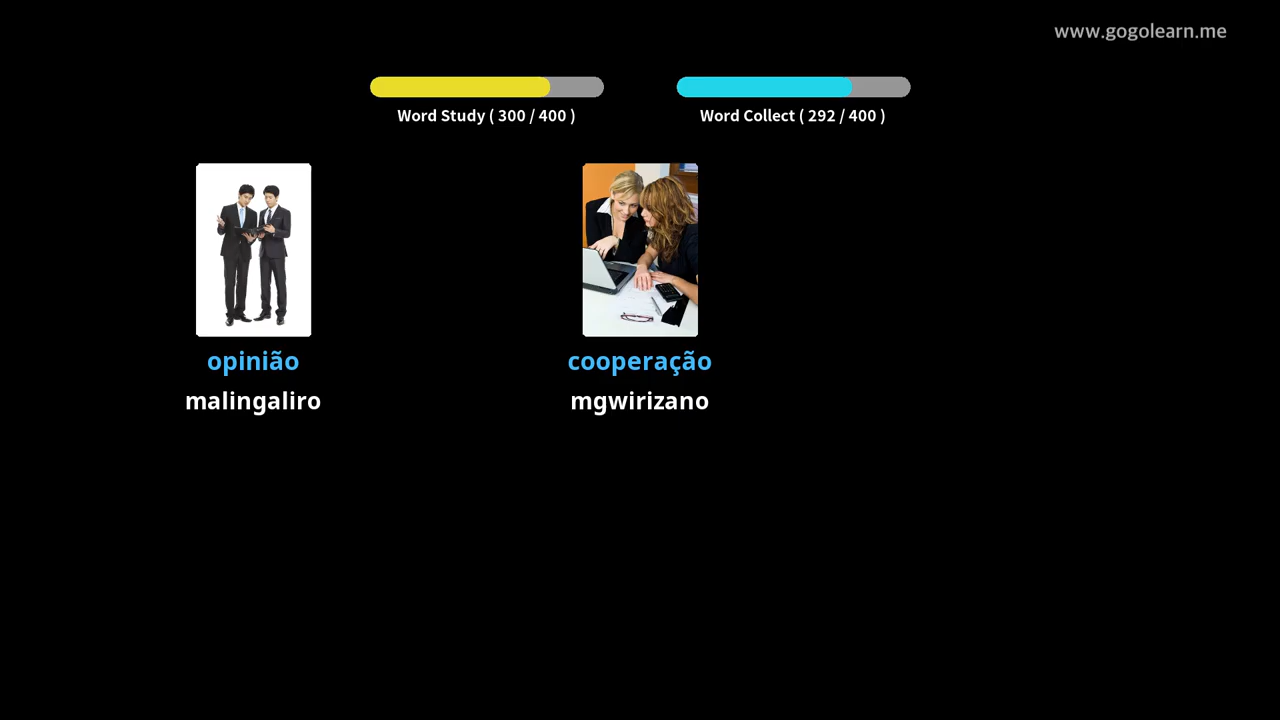 www.gogolearn.me
Word Study ( 300 / 400 )
Word Collect ( 292 / 400 )
opinião
malingaliro
cooperação
mgwirizano